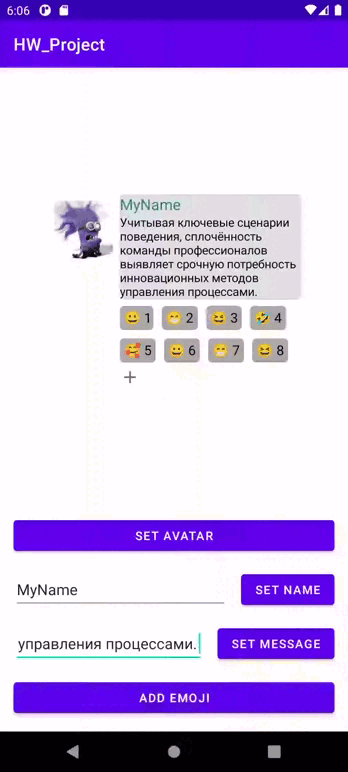 6:06
HW_Project
MyName
Учитывая ключевые сценарии
поведения, сплочённость
команды профессионалов
выявляет срочную потребность
инновационных методов
управления процессами.
😀 1 😁 2 😆 3 🤣 4
🥰 5 😀 6 😁 7 😆 8
+
SET AVATAR
MyName SET NAME
управления процессами. SET MESSAGE
ADD EMOJI